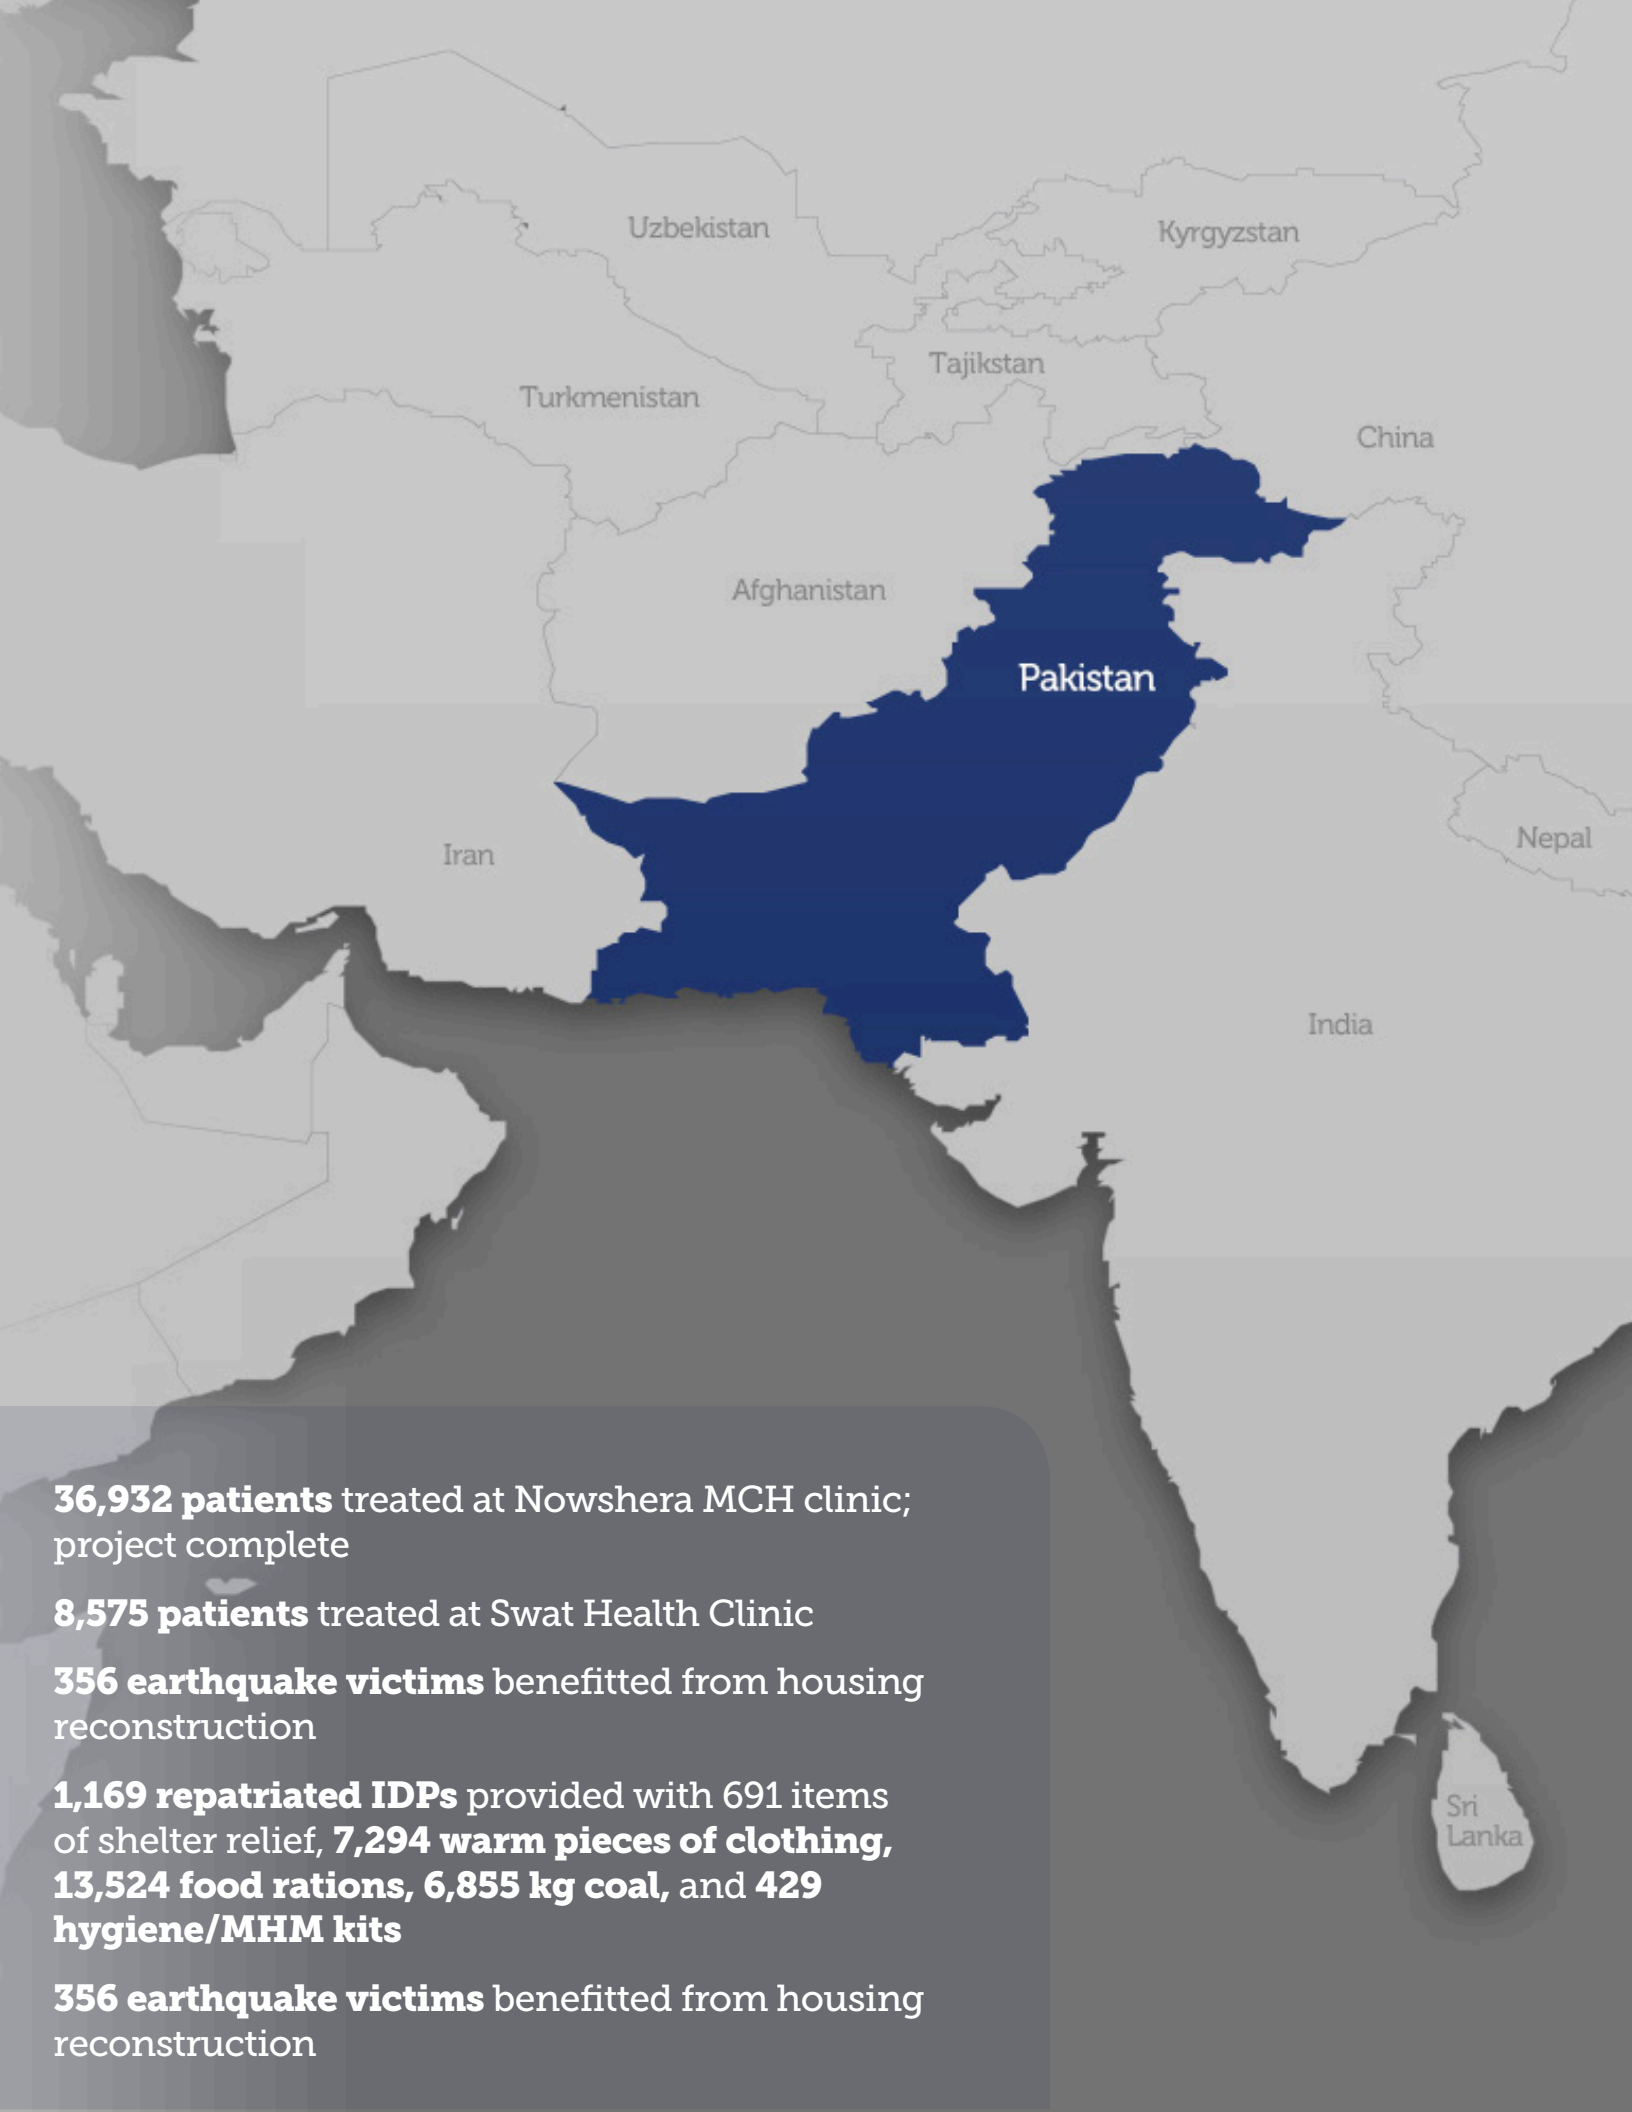 Uzbekistan
Kyrgyzstan
Tajikstan
Turkmenistan
China
Afghanistan
Pakistan
Nepal
Iran
India
36,932 patients treated at Nowshera MCH clinic;
project complete
8,575 patients treated at Swat Health Clinic
356 earthquake victims benefitted from housing
reconstruction
1,169 repatriated IDPs provided with 691 items
of shelter relief, 7,294 warm pieces of clothing,
13,524 food rations, 6,855 kg coal, and 429
hygiene/MHM kits
356 earthquake victims benefitted from housing
reconstruction
Sri
Lanka